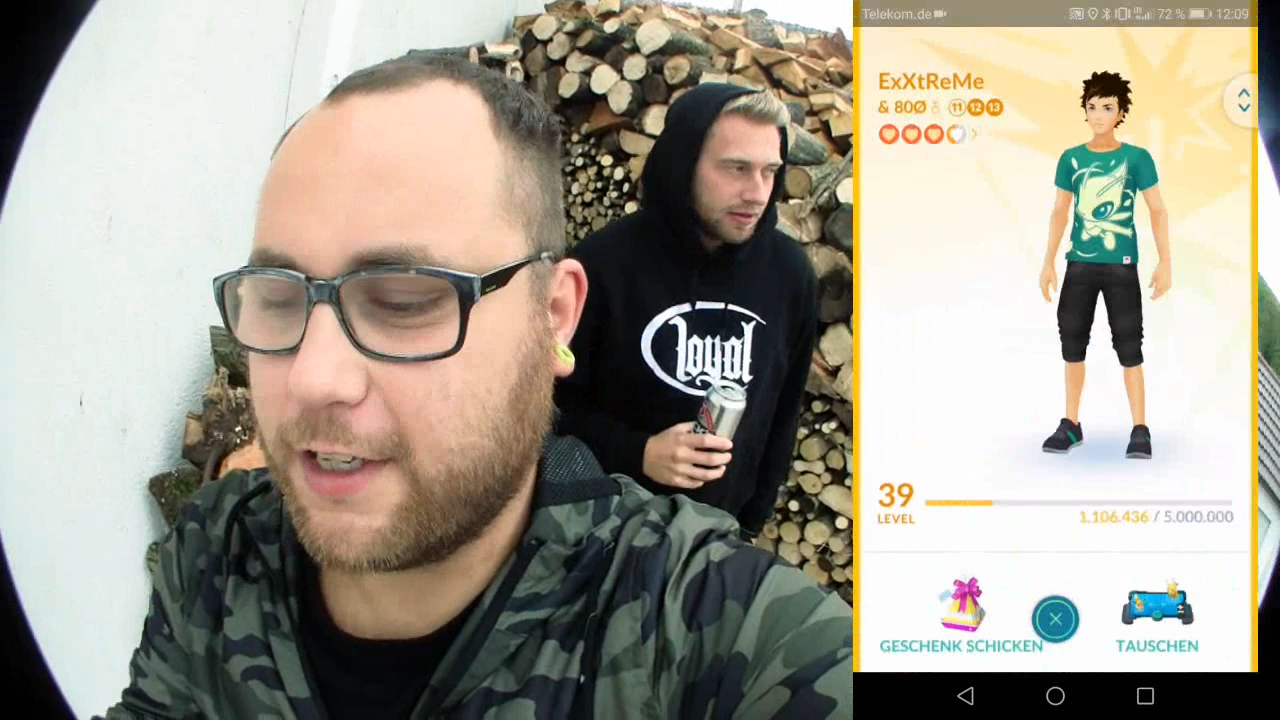 loyal
Telekom.de
72 %
12:09
ExXtReMe
& 80Ø
11 12 13
39
LEVEL
1.106.436 / 5.000.000
GESCHENK SCHICKEN
TAUSCHEN